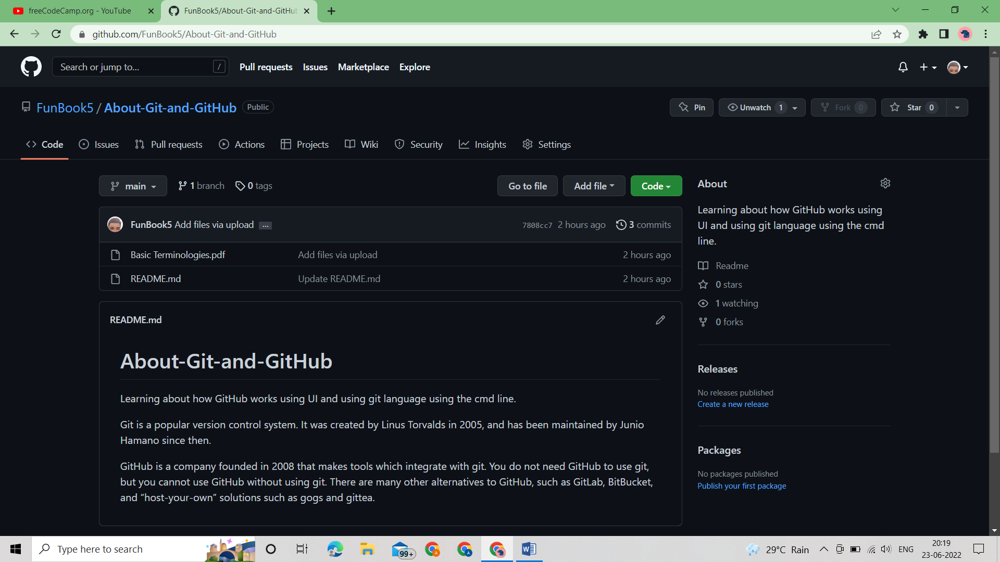 freeCodeCamp.org - YouTube
FunBook5/About-Git-and-GitHub
github.com/FunBook5/About-Git-and-GitHub
Search or jump to... /
Pull requests Issues Marketplace Explore
FunBook5 / About-Git-and-GitHub Public
Pin Unwatch 1 Fork 0 Star 0
Code Issues Pull requests Actions Projects Wiki Security Insights Settings
main 1 branch 0 tags Go to file Add file Code
FunBook5 Add files via upload ... 7808cc7 2 hours ago 3 commits
Basic Terminologies.pdf Add files via upload 2 hours ago
README.md Update README.md 2 hours ago
README.md
About-Git-and-GitHub
Learning about how GitHub works using UI and using git language using the cmd line.
Git is a popular version control system. It was created by Linus Torvalds in 2005, and has been maintained by Junio
Hamano since then.
GitHub is a company founded in 2008 that makes tools which integrate with git. You do not need GitHub to use git,
but you cannot use GitHub without using git. There are many other alternatives to GitHub, such as GitLab, BitBucket,
and “host-your-own” solutions such as gogs and gittea.
About
Learning about how GitHub works using
UI and using git language using the cmd
line.
Readme
0 stars
1 watching
0 forks
Releases
No releases published
Create a new release
Packages
No packages published
Publish your first package
Type here to search
99+
29°C Rain
ENG
20:19
23-06-2022